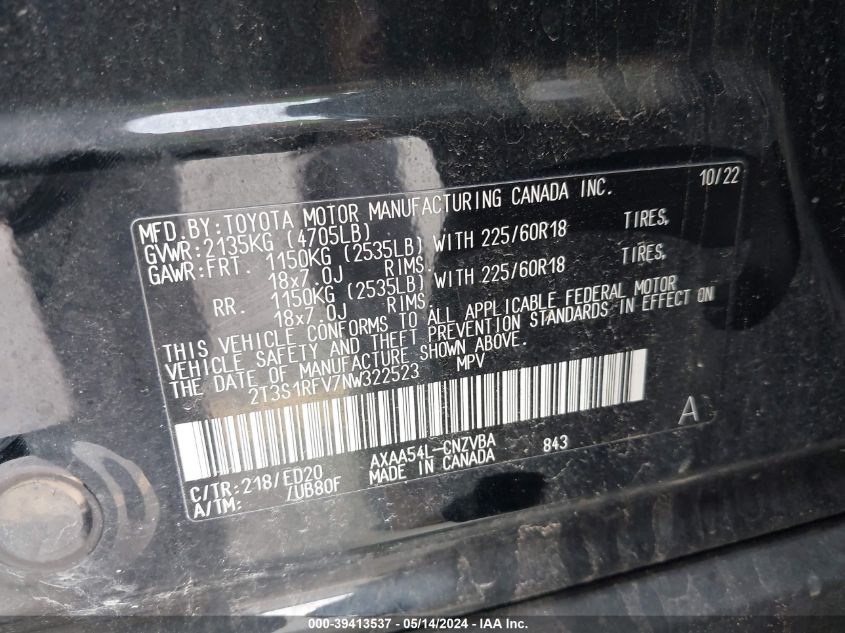 MFD. BY: TOYOTA MOTOR MANUFACTURING CANADA INC. 10/22
GVWR: 2135KG (4705LB)
GAWR: FRT. 1150KG (2535LB) WITH 225/60R18 TIRES,
18x7.0J RIMS.
RR. 1150KG (2535LB) WITH 225/60R18 TIRES,
18x7.0J RIMS.
THIS VEHICLE CONFORMS TO ALL APPLICABLE FEDERAL MOTOR
VEHICLE SAFETY AND THEFT PREVENTION STANDARDS IN EFFECT ON
THE DATE OF MANUFACTURE SHOWN ABOVE.
2T3S1RFV7NW322523 MPV
A
C/TR: 218/ED20 AXAA54L-CNZVBA 843
A/TM: /UB80F MADE IN CANADA
000-39413537 - 05/14/2024 - IAA Inc.